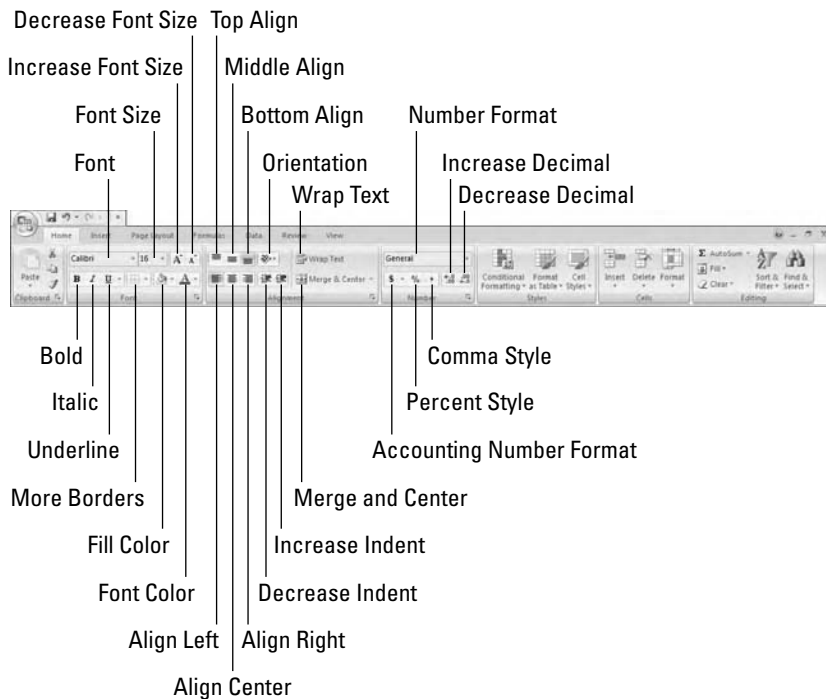 Decrease Font Size Top Align
Increase Font Size Middle Align
Font Size Bottom Align Number Format
Font Orientation Increase Decimal
Wrap Text Decrease Decimal
Home Insert Page Layout Formulas Data Review View
Calibri 16 A A Wrap Text General Σ AutoSum
Paste Fill
B I U A Merge & Center $ % , Conditional Format Cell Insert Delete Format Sort & Find &
Formatting as Table Styles Clear Filter Select
Clipboard Font Alignment Number Styles Cells Editing
Bold Comma Style
Italic Percent Style
Underline Accounting Number Format
More Borders Merge and Center
Fill Color Increase Indent
Font Color Decrease Indent
Align Left Align Right
Align Center